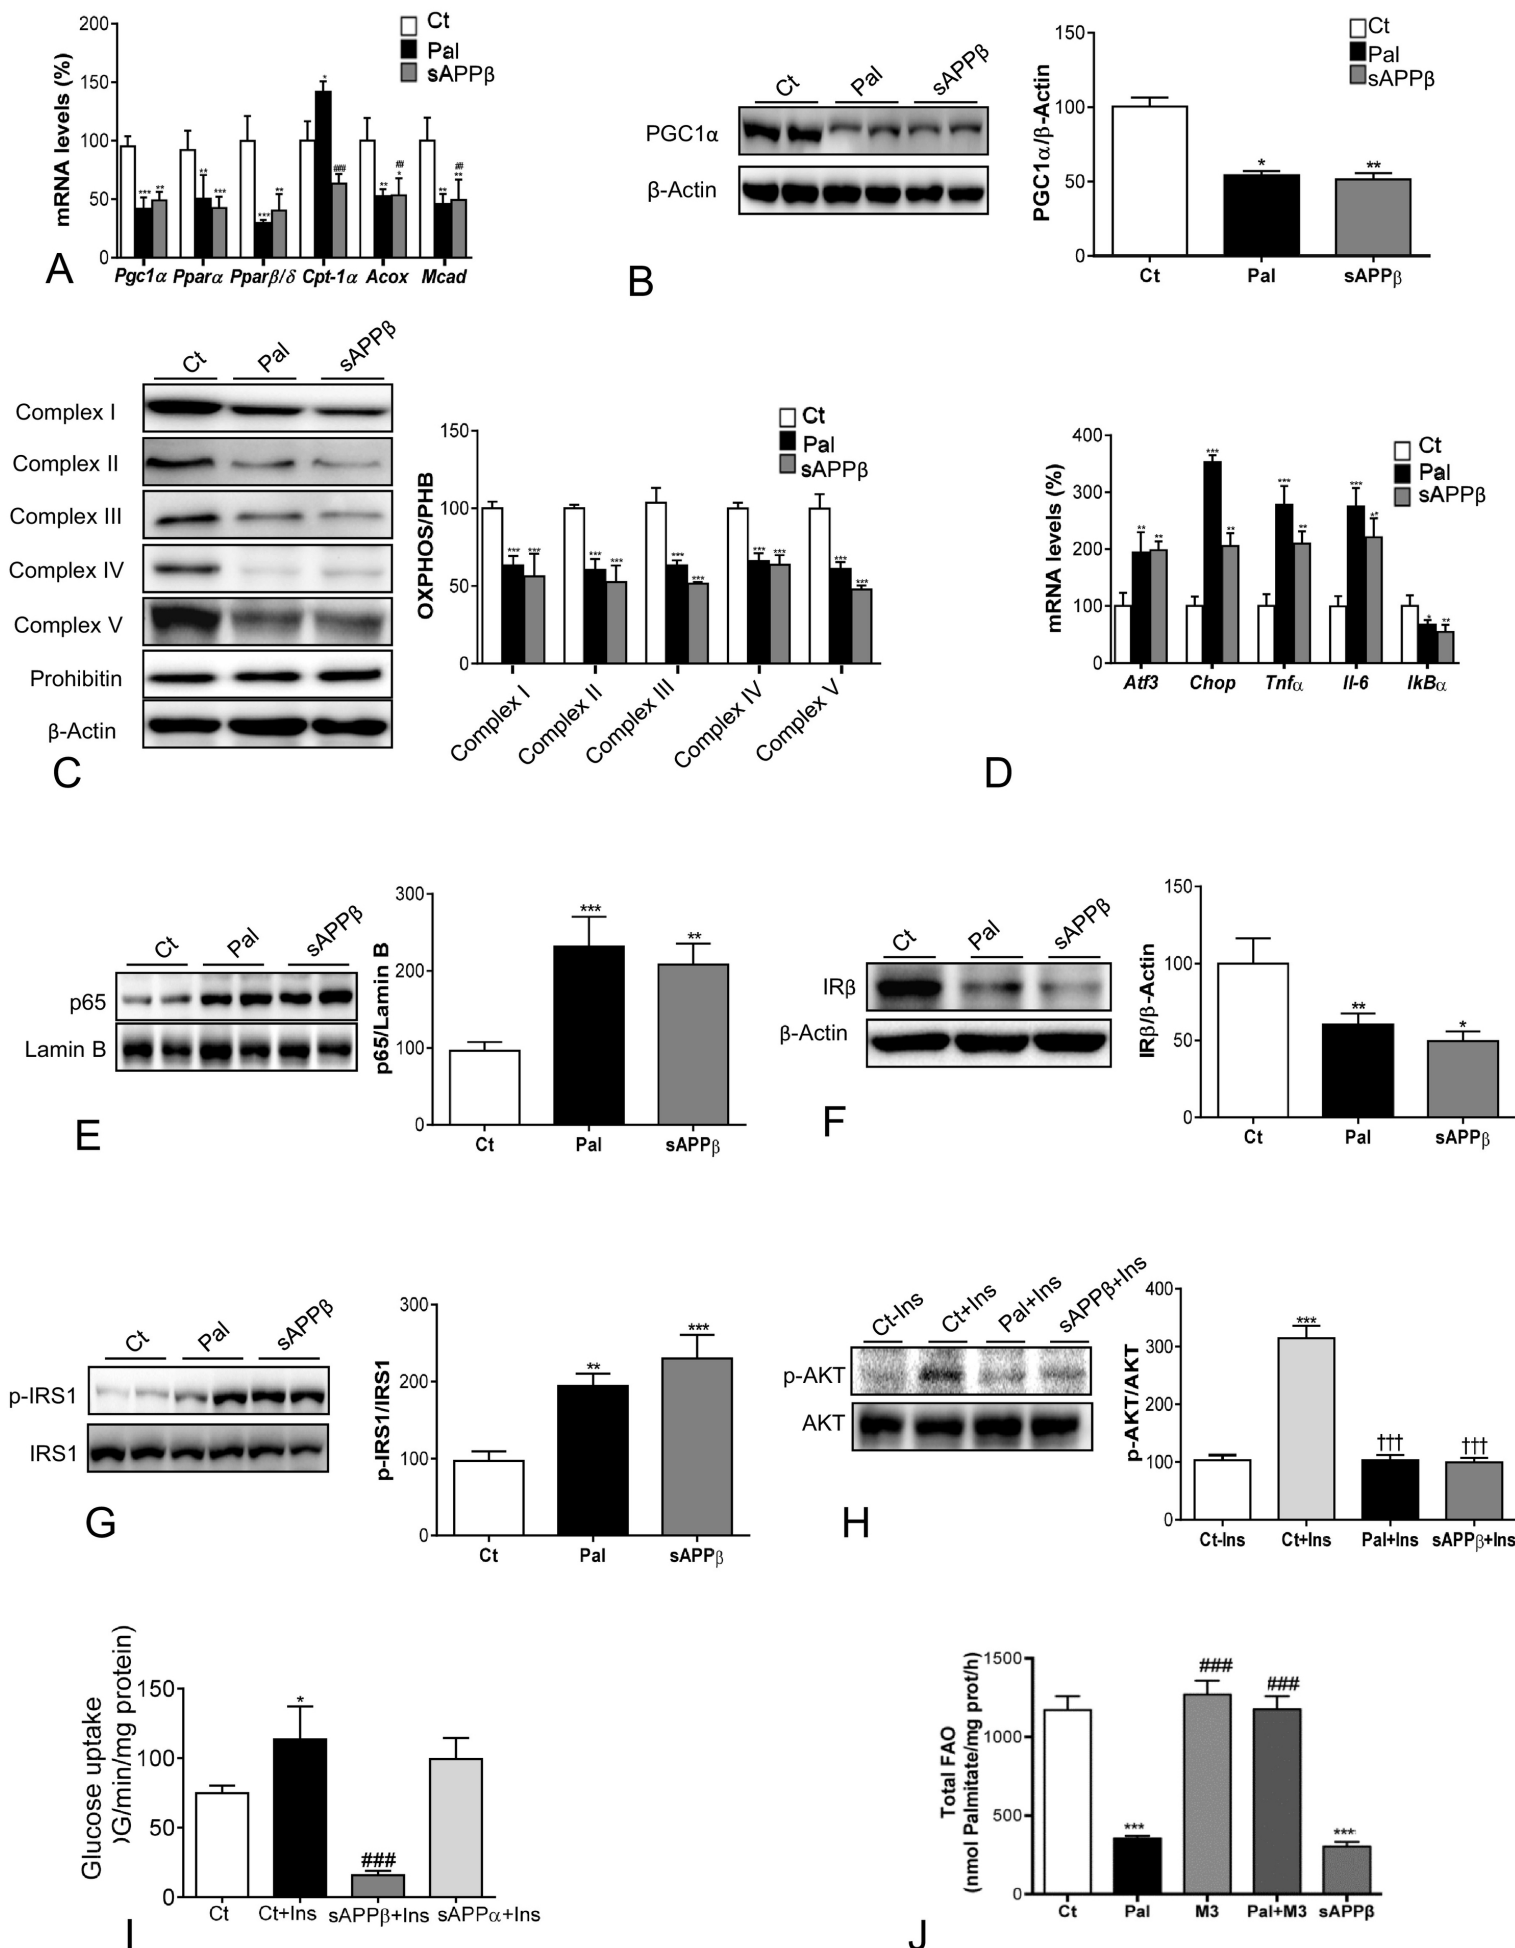 200
150
100
50
0
mRNA levels (%)
Ct
Pal
sAPPβ
*
###
##
##
*** ** ** *** *** ** ** * ** **
Pgc1α Pparα Pparβ/δ Cpt-1α Acox Mcad
A
Ct Pal sAPPβ
PGC1α
β-Actin
150
100
50
0
PGC1α/β-Actin
Ct
Pal
sAPPβ
* **
Ct Pal sAPPβ
B
Ct Pal sAPPβ
Complex I
Complex II
Complex III
Complex IV
Complex V
Prohibitin
β-Actin
150
100
50
0
OXPHOS/PHB
Ct
Pal
sAPPβ
*** *** *** *** *** *** *** *** *** ***
Complex I Complex II Complex III Complex IV Complex V
C
400
300
200
100
0
mRNA levels (%)
Ct
Pal
sAPPβ
** ** *** ** *** ** *** ** * **
Atf3 Chop Tnfα Il-6 IkBα
D
Ct Pal sAPPβ
p65
Lamin B
300
200
100
0
p65/Lamin B
*** **
Ct Pal sAPPβ
E
Ct Pal sAPPβ
IRβ
β-Actin
150
100
50
0
IRβ/β-Actin
** *
Ct Pal sAPPβ
F
Ct Pal sAPPβ
p-IRS1
IRS1
300
200
100
0
p-IRS1/IRS1
** ***
Ct Pal sAPPβ
G
Ct-Ins Ct+Ins Pal+Ins sAPPβ+Ins
p-AKT
AKT
400
300
200
100
0
p-AKT/AKT
*** ††† †††
Ct-Ins Ct+Ins Pal+Ins sAPPβ+Ins
H
150
100
50
0
Glucose uptake
)G/min/mg protein)
* ###
Ct Ct+Ins sAPPβ+Ins sAPPα+Ins
I
1500
1000
500
0
Total FAO
(nmol Palmitate/mg prot/h)
*** ### ### ***
Ct Pal M3 Pal+M3 sAPPβ
J